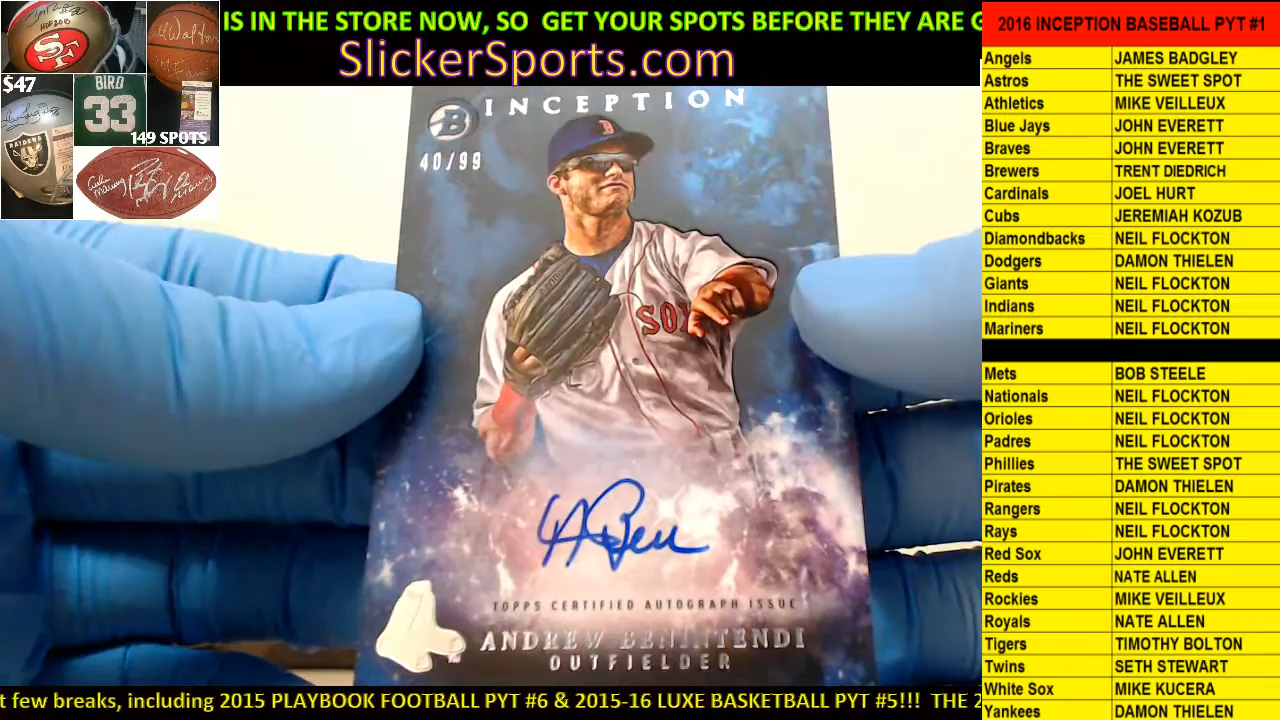 IS IN THE STORE NOW, SO GET YOUR SPOTS BEFORE THEY ARE G
SlickerSports.com
$47
BIRD
33
149 SPOTS
RAIDERS
SF
INCEPTION
B
40/99
SOX
TOPPS CERTIFIED AUTOGRAPH ISSUE
ANDREW BENINTENDI
OUTFIELDER
t few breaks, including 2015 PLAYBOOK FOOTBALL PYT #6 & 2015-16 LUXE BASKETBALL PYT #5!!! THE 2
2016 INCEPTION BASEBALL PYT #1
Angels JAMES BADGLEY
Astros THE SWEET SPOT
Athletics MIKE VEILLEUX
Blue Jays JOHN EVERETT
Braves JOHN EVERETT
Brewers TRENT DIEDRICH
Cardinals JOEL HURT
Cubs JEREMIAH KOZUB
Diamondbacks NEIL FLOCKTON
Dodgers DAMON THIELEN
Giants NEIL FLOCKTON
Indians NEIL FLOCKTON
Mariners NEIL FLOCKTON
Mets BOB STEELE
Nationals NEIL FLOCKTON
Orioles NEIL FLOCKTON
Padres NEIL FLOCKTON
Phillies THE SWEET SPOT
Pirates DAMON THIELEN
Rangers NEIL FLOCKTON
Rays NEIL FLOCKTON
Red Sox JOHN EVERETT
Reds NATE ALLEN
Rockies MIKE VEILLEUX
Royals NATE ALLEN
Tigers TIMOTHY BOLTON
Twins SETH STEWART
White Sox MIKE KUCERA
Yankees DAMON THIELEN